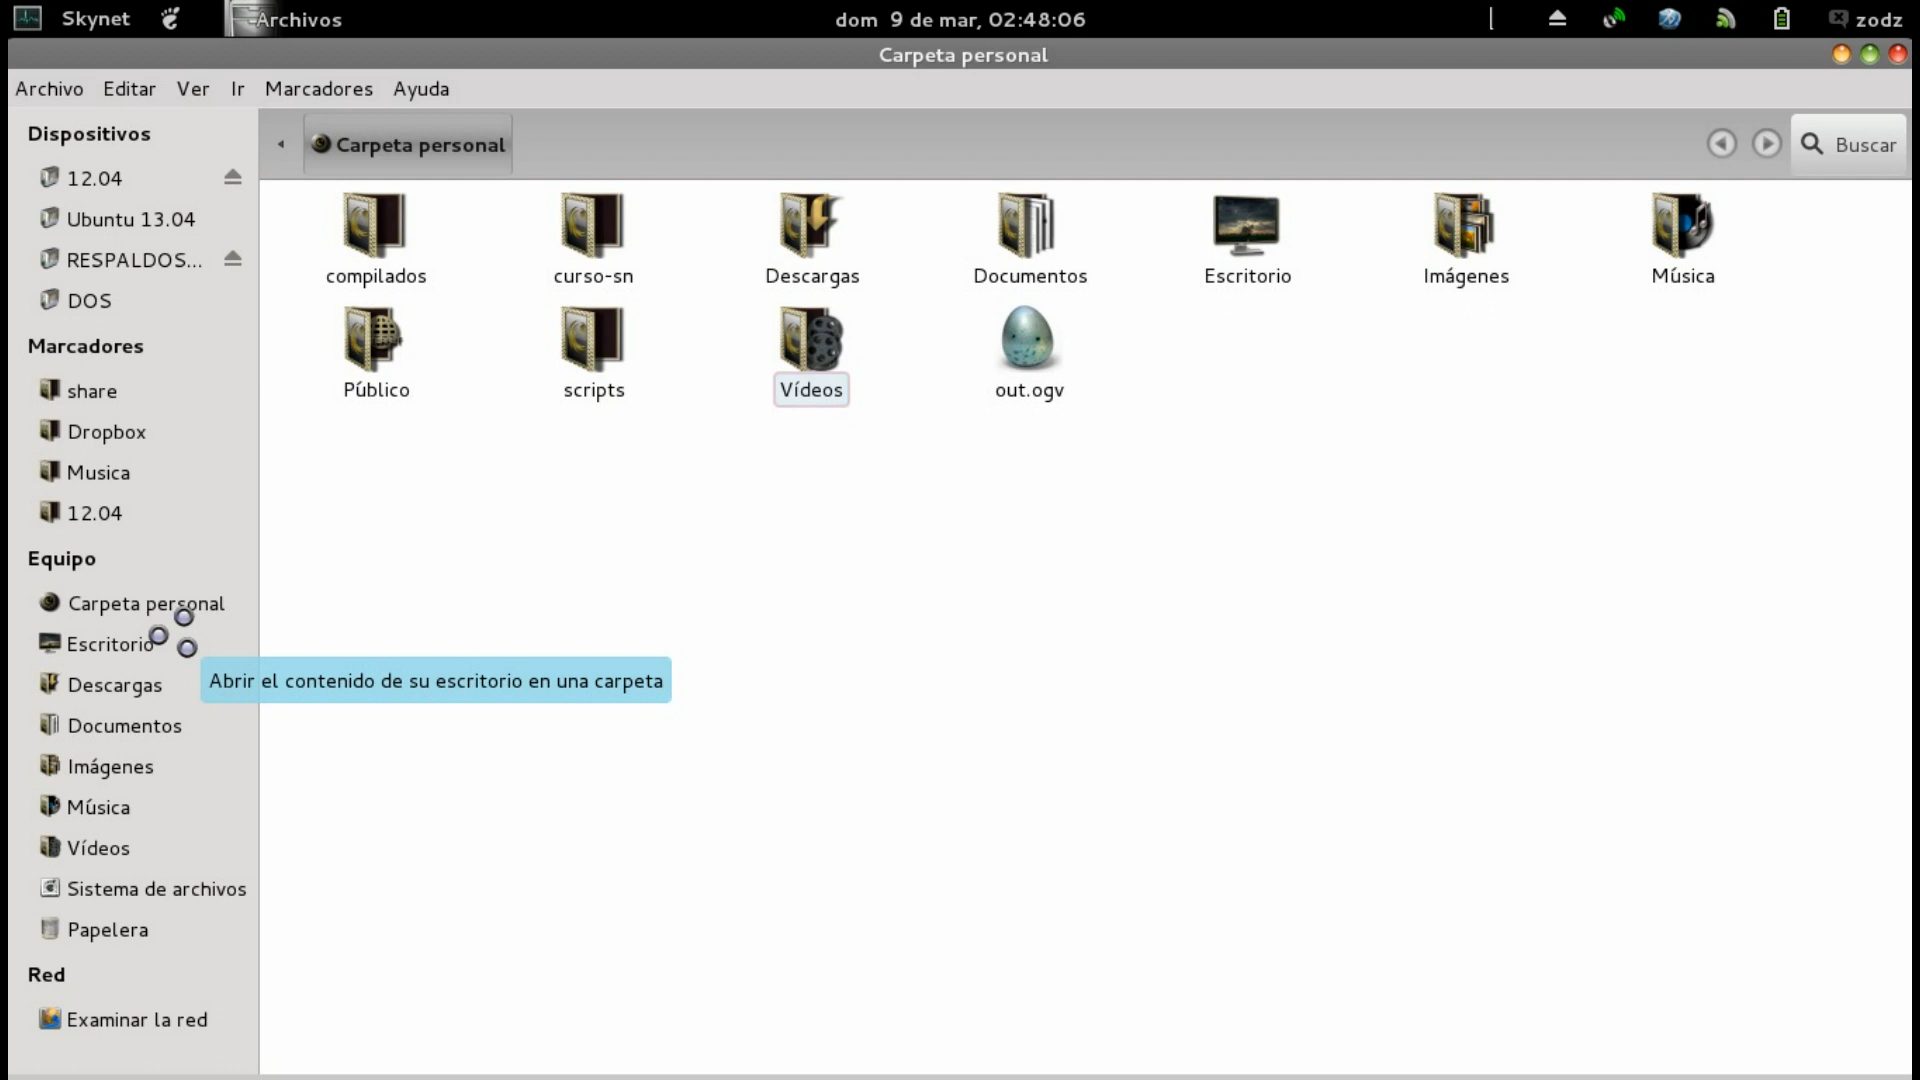 Skynet Archivos dom 9 de mar, 02:48:06 zodz
Carpeta personal
Archivo Editar Ver Ir Marcadores Ayuda
Dispositivos
12.04
Ubuntu 13.04
RESPALDOS...
DOS
Marcadores
share
Dropbox
Musica
12.04
Equipo
Carpeta personal
Escritorio
Descargas
Documentos
Imágenes
Música
Vídeos
Sistema de archivos
Papelera
Red
Examinar la red
Carpeta personal Buscar
compilados curso-sn Descargas Documentos Escritorio Imágenes Música
Público scripts Vídeos out.ogv
Abrir el contenido de su escritorio en una carpeta